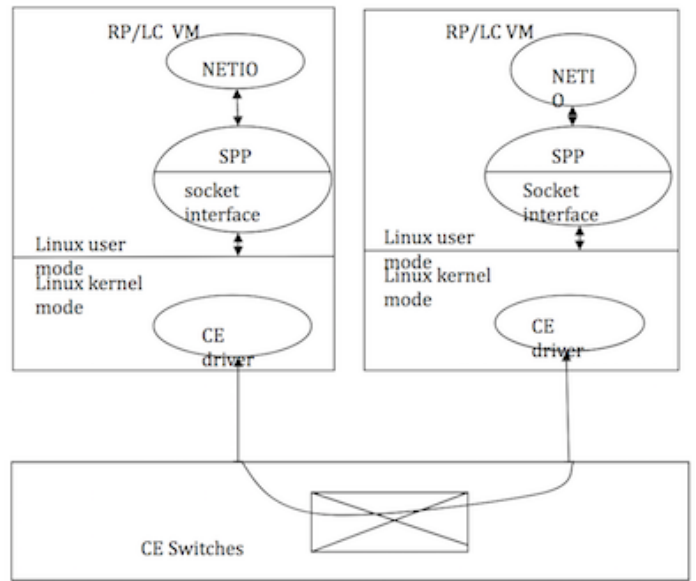 RP/LC VM
NETIO
SPP
socket
interface
Linux user
mode
Linux kernel
mode
CE
driver
RP/LC VM
NETI
O
SPP
Socket
interface
Linux user
mode
Linux kernel
mode
CE
driver
CE Switches